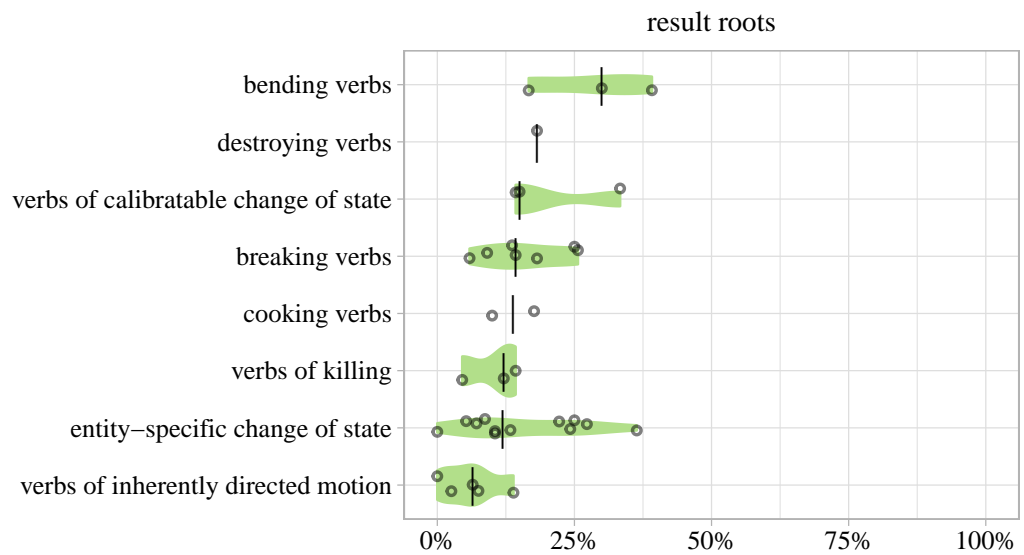 result roots
bending verbs
destroying verbs
verbs of calibratable change of state
breaking verbs
cooking verbs
verbs of killing
entity−specific change of state
verbs of inherently directed motion
0% 25% 50% 75% 100%